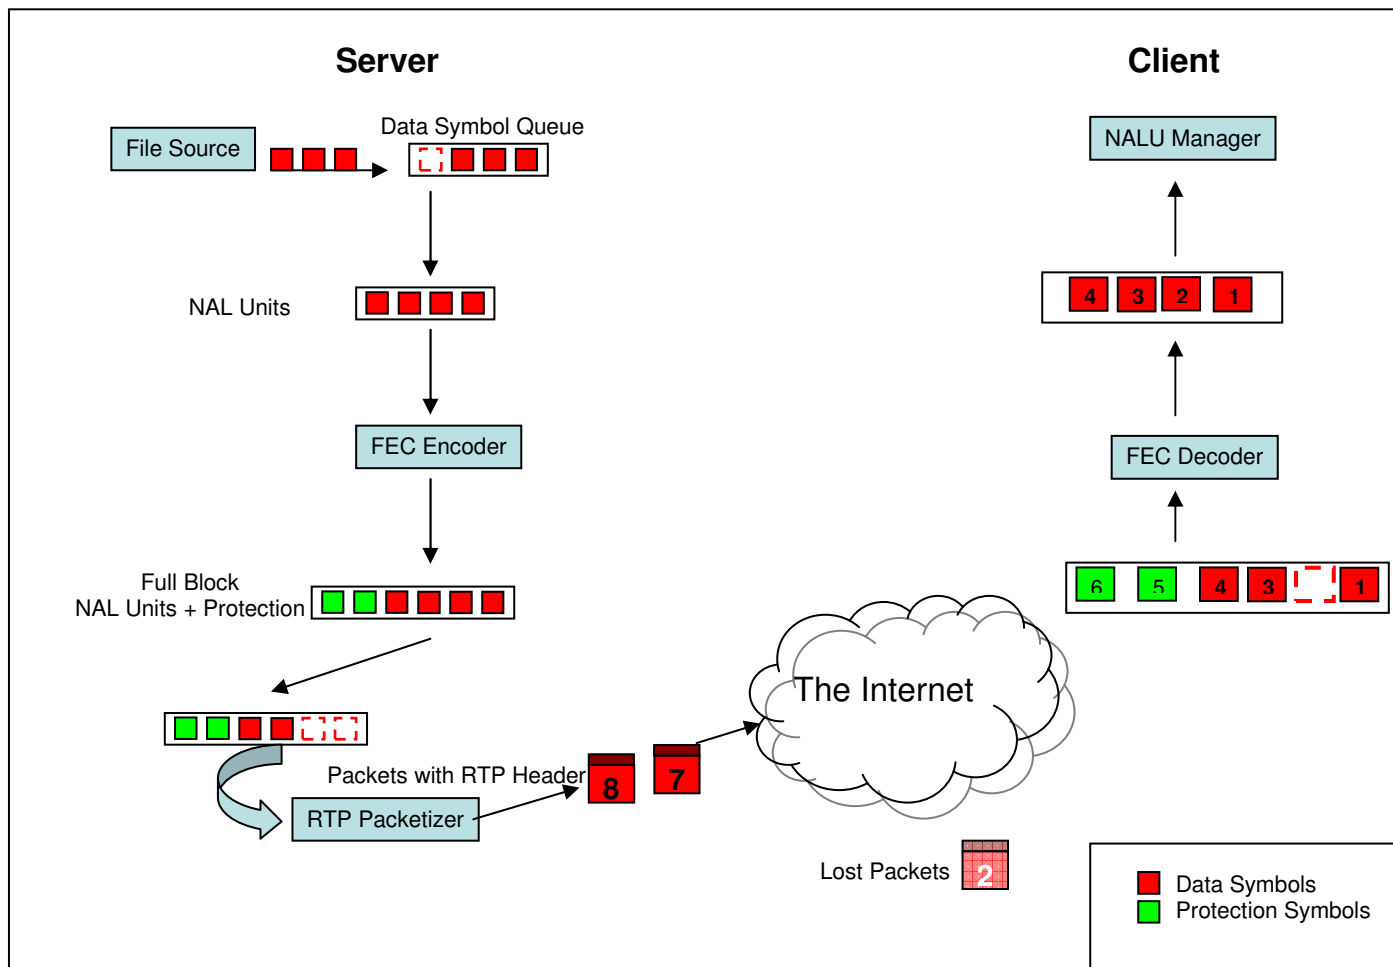 Server
Client
File Source
Data Symbol Queue
NALU Manager
NAL Units
4 3 2 1
FEC Encoder
FEC Decoder
Full Block
NAL Units + Protection
6 5 4 3 1
The Internet
Packets with RTP Header
8 7
RTP Packetizer
Lost Packets
2
Data Symbols
Protection Symbols